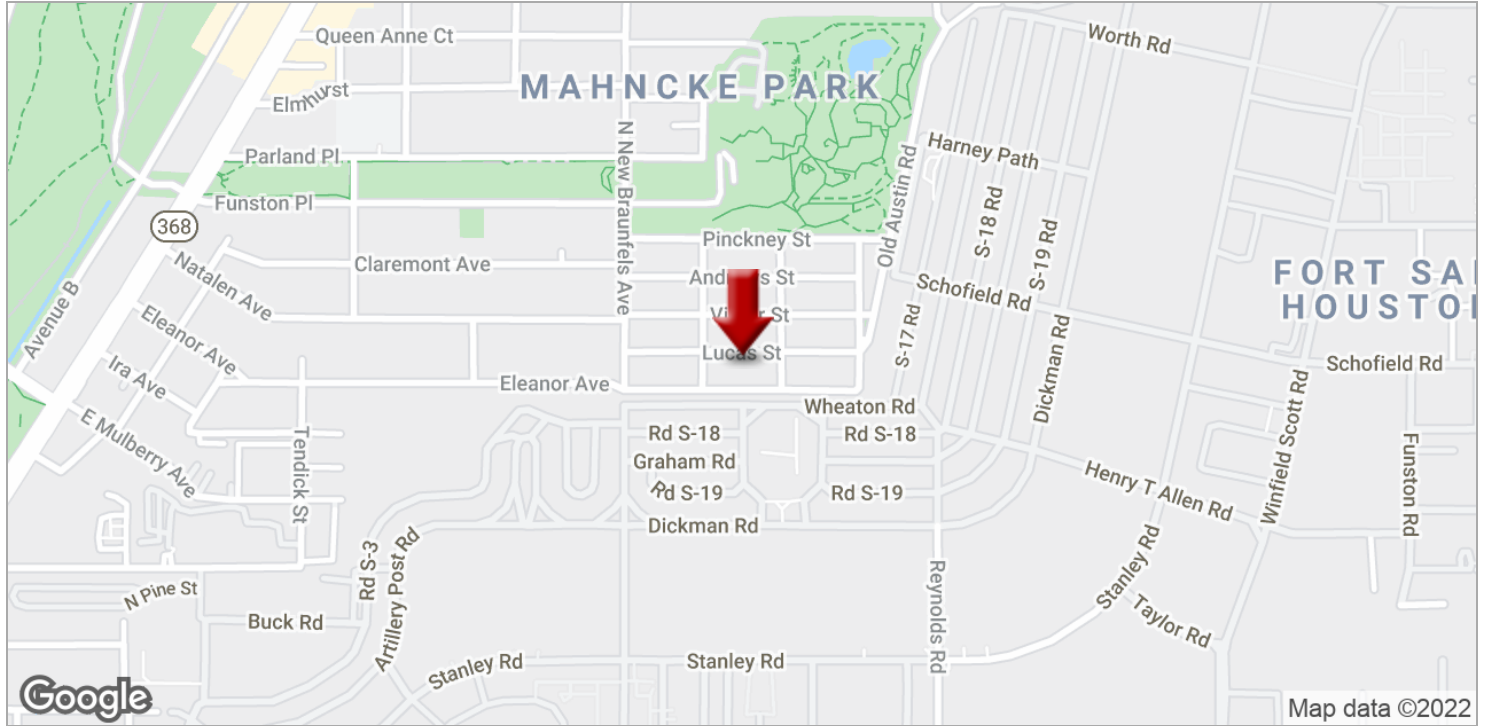 Queen Anne Ct
Worth Rd
MAHNCKE PARK
Elmhurst
Parland Pl
Harney Path
N New Braunfels Ave
Old Austin Rd
Funston Pl
368
S-18 Rd
S-19 Rd
Pinckney St
Natalen Ave
Claremont Ave
FORT SA
HOUSTO
Avenue B
Schofield Rd
Eleanor Ave
S-17 Rd
Lucas St
Dickman Rd
Schofield Rd
Ira Ave
Eleanor Ave
Wheaton Rd
E Mulberry Ave
Tendick St
Rd S-18
Rd S-18
Winfield Scott Rd
Funston Rd
Graham Rd
Henry T Allen Rd
Rd S-19
Rd S-19
Dickman Rd
Rd S-3
Artillery Post Rd
Reynolds Rd
Stanley Rd
N Pine St
Buck Rd
Taylor Rd
Stanley Rd
Stanley Rd
Google
Map data ©2022